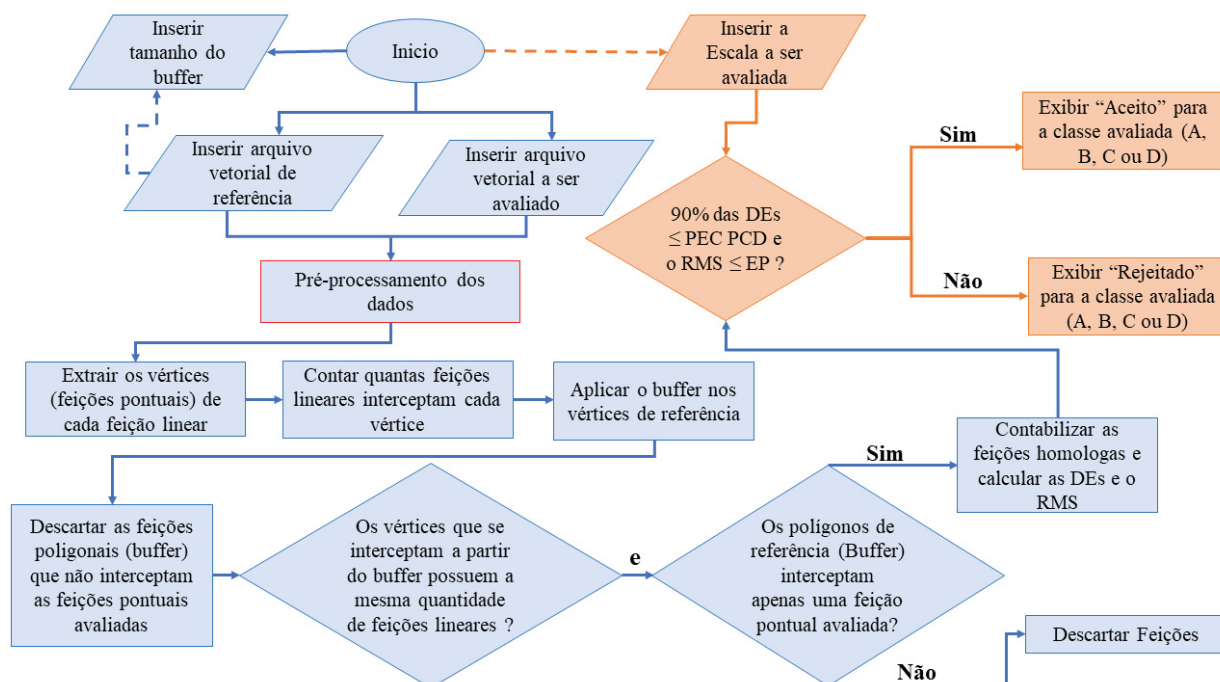 Inserir
tamanho do
buffer
Inicio
Inserir a
Escala a ser
avaliada
Inserir arquivo
vetorial de
referência
Inserir arquivo
vetorial a ser
avaliado
90% das DEs
≤ PEC PCD e
o RMS ≤ EP ?
Sim
Exibir “Aceito” para
a classe avaliada (A,
B, C ou D)
Não
Exibir “Rejeitado”
para a classe avaliada
(A, B, C ou D)
Pré-processamento dos
dados
Extrair os vértices
(feições pontuais) de
cada feição linear
Contar quantas feições
lineares interceptam cada
vértice
Aplicar o buffer nos
vértices de referência
Descartar as feições
poligonais (buffer)
que não interceptam
as feições pontuais
avaliadas
Os vértices que se
interceptam a partir
do buffer possuem a
mesma quantidade
de feições lineares ?
e
Os polígonos de
referência (Buffer)
interceptam
apenas uma feição
pontual avaliada?
Sim
Contabilizar as
feições homologas e
calcular as DEs e o
RMS
Não
Descartar Feições